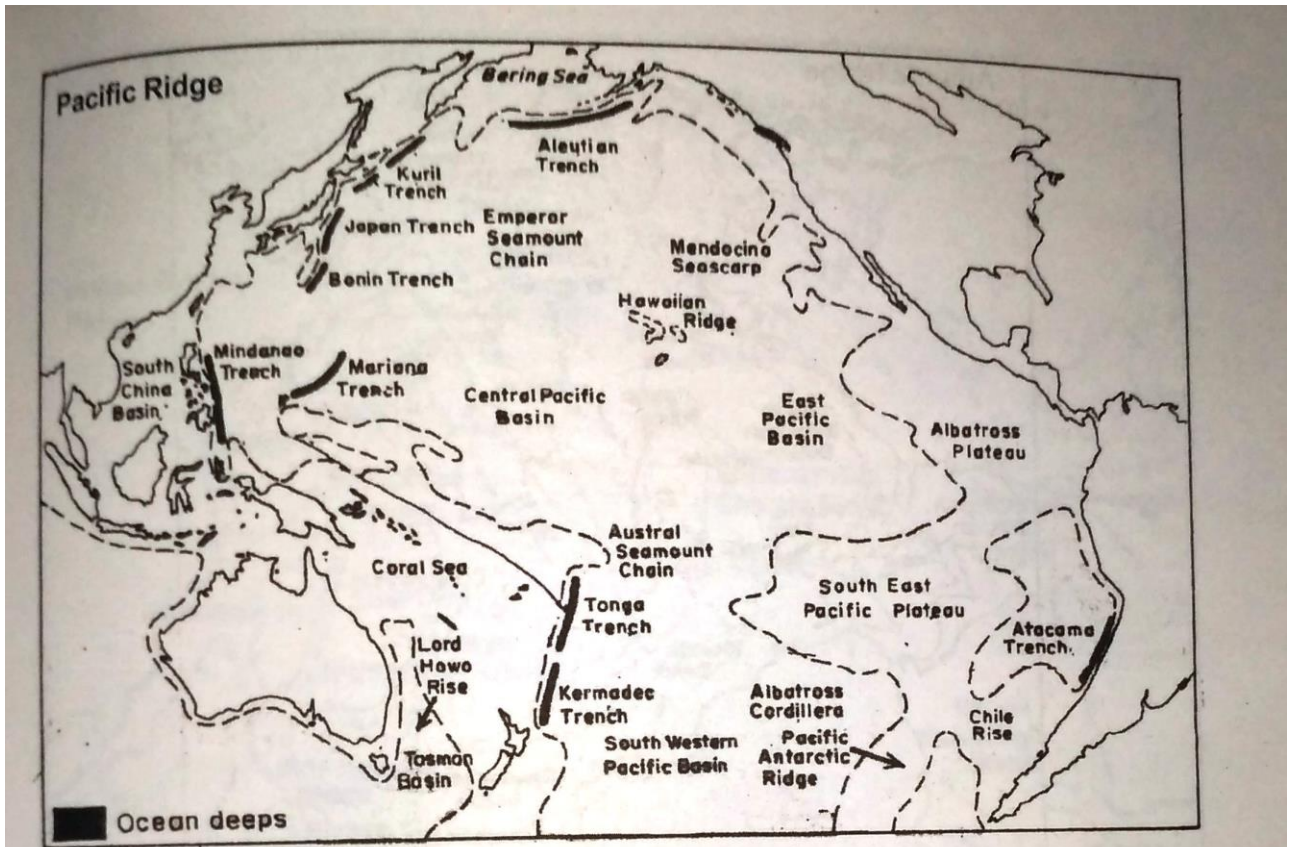 Pacific Ridge
Bering Sea
Aleutian
Trench
Kuril
Trench
Japan Trench
Emperor
Seamount
Chain
Bonin Trench
Mendocino
Seascarp
Hawaiian
Ridge
South
China
Basin
Mindanao
Trench
Mariana
Trench
Central Pacific
Basin
East
Pacific
Basin
Albatross
Plateau
Coral Sea
Austral
Seamount
Chain
Tonga
Trench
South East
Pacific Plateau
Atacama
Trench
Lord
Howo
Rise
Kermadec
Trench
Albatross
Cordillera
Chile
Rise
Tosmon
Basin
South Western
Pacific Basin
Pacific
Antarctic
Ridge
Ocean deeps